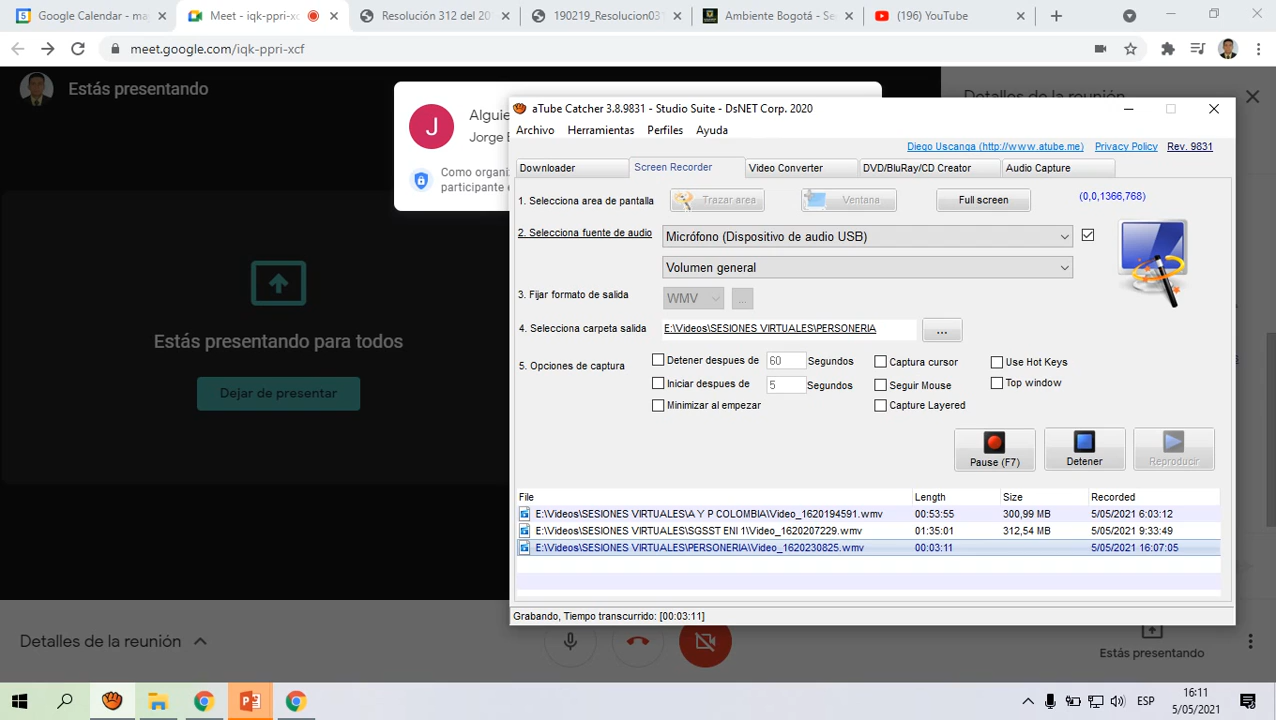 Google Calendar - ma
Meet - iqk-ppri-xc
Resolución 316 del 20
190219_Resolucion03
Ambiente Bogotá - Se
(196) YouTube
meet.google.com/iqk-ppri-xcf
Estás presentando
Detalles de la reunión
J
Jorge
Como
participante
aTube Catcher 3.8.9831 - Studio Suite - DsNET Corp. 2020
Archivo Herramientas Perfiles Ayuda
Diego Uscanga (http://www.atube.me) Privacy Policy Rev. 9831
Downloader Screen Recorder Video Converter DVD/BluRay/CD Creator Audio Capture
1. Selecciona area de pantalla Trazar area Ventana Full screen (0,0,1366,768)
2. Selecciona fuente de audio Micrófono (Dispositivo de audio USB)
Volumen general
3. Fijar formato de salida WMV ...
4. Selecciona carpeta salida E:\Videos\SESIONES VIRTUALES\PERSONERIA ...
5. Opciones de captura Detener despues de 60 Segundos Captura cursor Use Hot Keys
Iniciar despues de 5 Segundos Seguir Mouse Top window
Minimizar al empezar Capture Layered
Estás presentando para todos
Dejar de presentar
Pause (F7) Detener Reproducir
File Length Size Recorded
E:\Videos\SESIONES VIRTUALES\A Y P COLOMBIA\Video_1620194591.wmv 00:53:55 300,99 MB 5/05/2021 6:03:12
E:\Videos\SESIONES VIRTUALES\SGSST ENI 1\Video_1620207229.wmv 01:35:01 312,54 MB 5/05/2021 9:33:49
E:\Videos\SESIONES VIRTUALES\PERSONERIA\Video_1620230825.wmv 00:03:11 5/05/2021 16:07:05
Grabando, Tiempo transcurrido: [00:03:11]
Detalles de la reunión
Estás presentando
ESP
16:11
5/05/2021